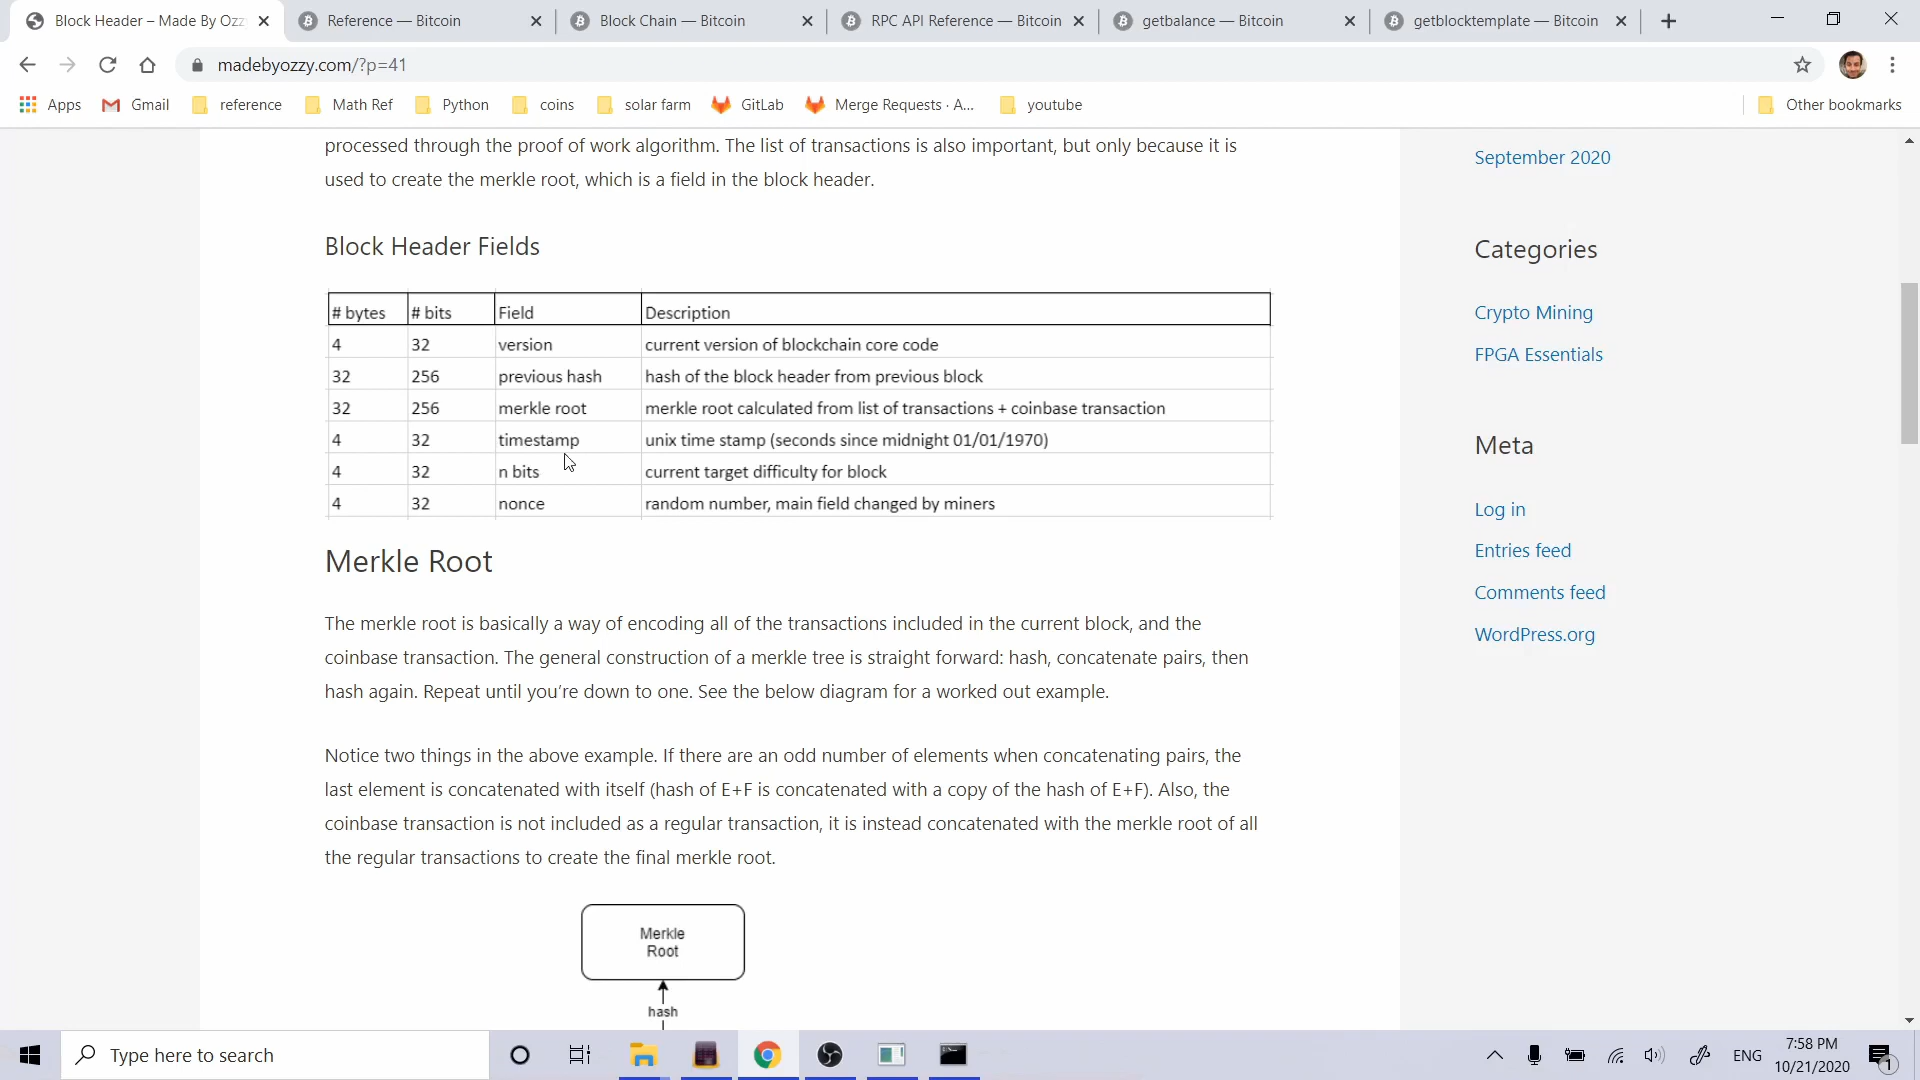 Block Header – Made By Ozz
Reference — Bitcoin
Block Chain — Bitcoin
RPC API Reference — Bitcoin
getbalance — Bitcoin
getblocktemplate — Bitcoin
madebyozzy.com/?p=41
Apps Gmail reference Math Ref Python coins solar farm GitLab Merge Requests · A... youtube Other bookmarks
processed through the proof of work algorithm. The list of transactions is also important, but only because it is
used to create the merkle root, which is a field in the block header.
Block Header Fields
# bytes # bits Field Description
4 32 version current version of blockchain core code
32 256 previous hash hash of the block header from previous block
32 256 merkle root merkle root calculated from list of transactions + coinbase transaction
4 32 timestamp unix time stamp (seconds since midnight 01/01/1970)
4 32 n bits current target difficulty for block
4 32 nonce random number, main field changed by miners
Merkle Root
The merkle root is basically a way of encoding all of the transactions included in the current block, and the
coinbase transaction. The general construction of a merkle tree is straight forward: hash, concatenate pairs, then
hash again. Repeat until you’re down to one. See the below diagram for a worked out example.
Notice two things in the above example. If there are an odd number of elements when concatenating pairs, the
last element is concatenated with itself (hash of E+F is concatenated with a copy of the hash of E+F). Also, the
coinbase transaction is not included as a regular transaction, it is instead concatenated with the merkle root of all
the regular transactions to create the final merkle root.
Merkle
Root
hash
September 2020
Categories
Crypto Mining
FPGA Essentials
Meta
Log in
Entries feed
Comments feed
WordPress.org
Type here to search
ENG
7:58 PM
10/21/2020
1